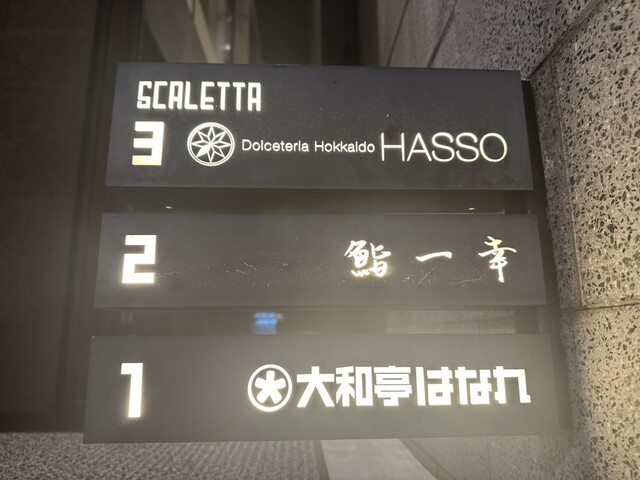 SCALETTA
3 Dolceteria Hokkaido HASSO
2 鮨 一 幸
1 大和亭はなれ